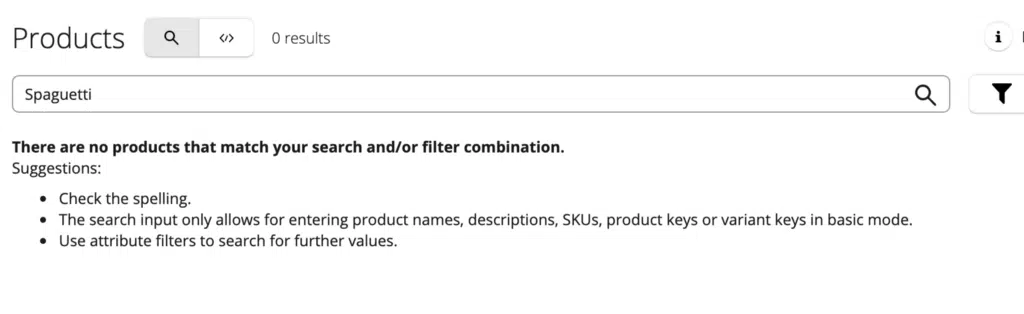 Products </> 0 results i
Spaguetti
There are no products that match your search and/or filter combination.
Suggestions:
• Check the spelling.
• The search input only allows for entering product names, descriptions, SKUs, product keys or variant keys in basic mode.
• Use attribute filters to search for further values.